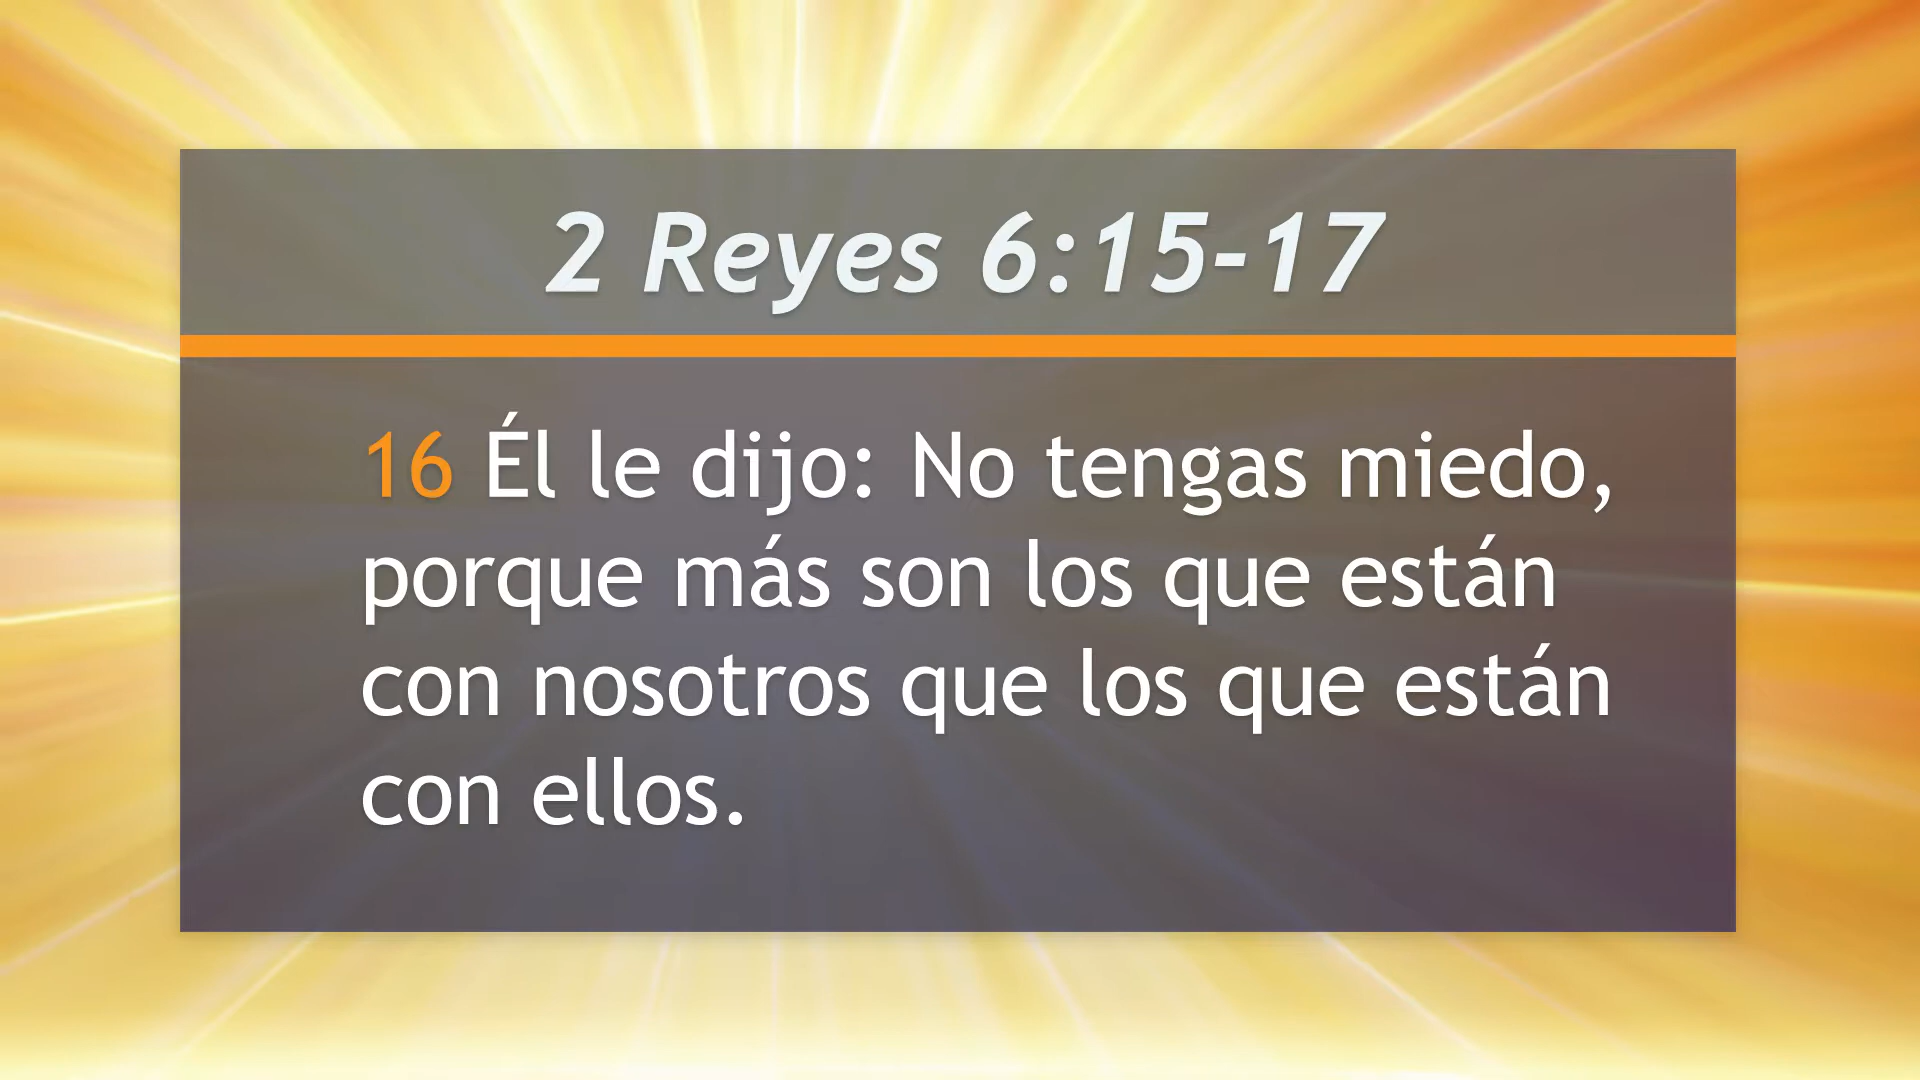 2 Reyes 6:15-17
16 Él le dijo: No tengas miedo,
porque más son los que están
con nosotros que los que están
con ellos.